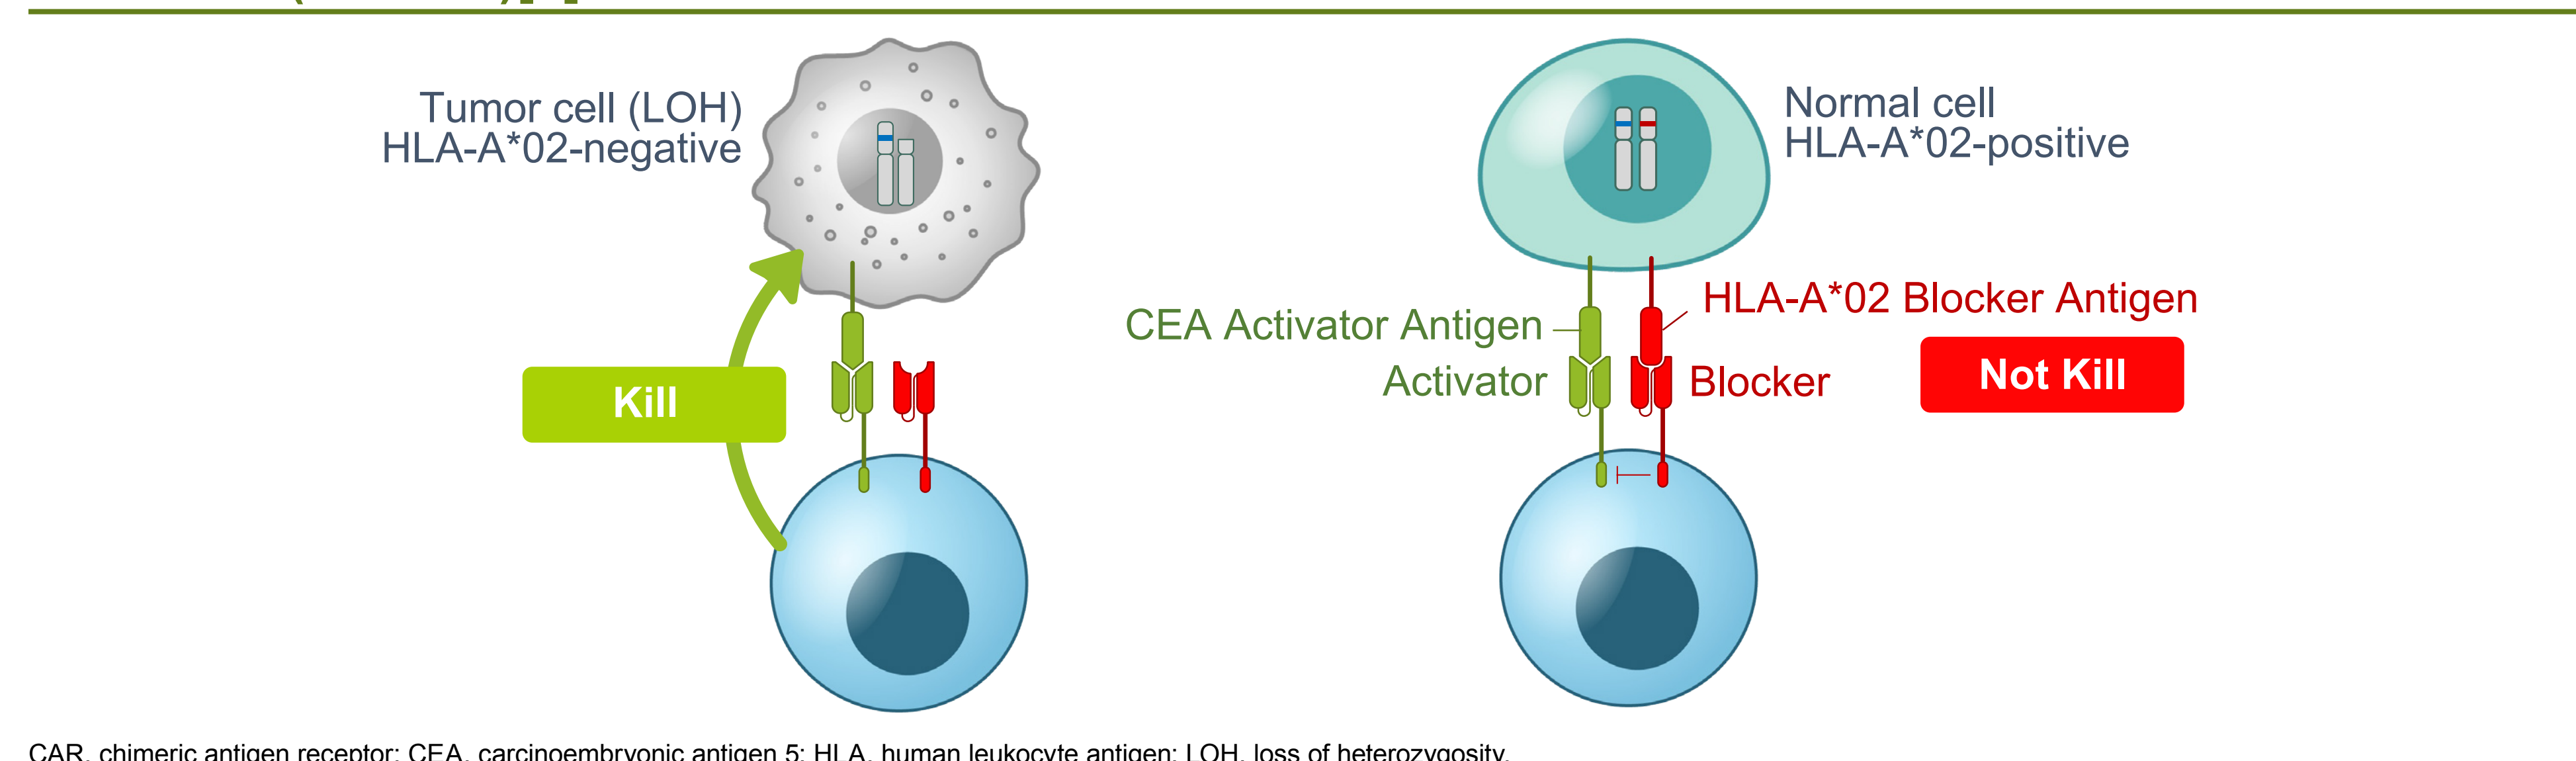 Tumor cell (LOH)
HLA-A*02-negative
Normal cell
HLA-A*02-positive
HLA-A*02 Blocker Antigen
CEA Activator Antigen
Activator
Blocker
Not Kill
Kill
CAR, chimeric antigen receptor; CEA, carcinoembryonic antigen 5; HLA, human leukocyte antigen; LOH, loss of heterozygosity.